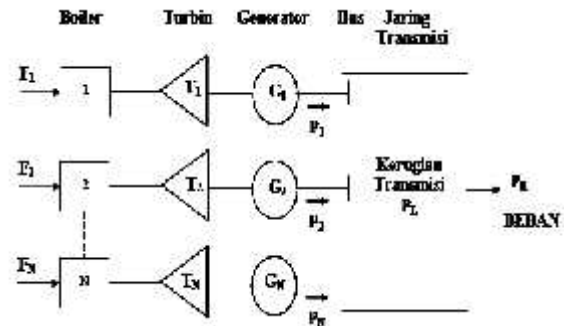 Boiler Turbin Generator Bus Jaring
Transmisi
F1
1 T1 G1
P1
F2
2 T2 G2 Kerugian
Transmisi
PL
P2
PR
BEBAN
FN
N TN GN
PN